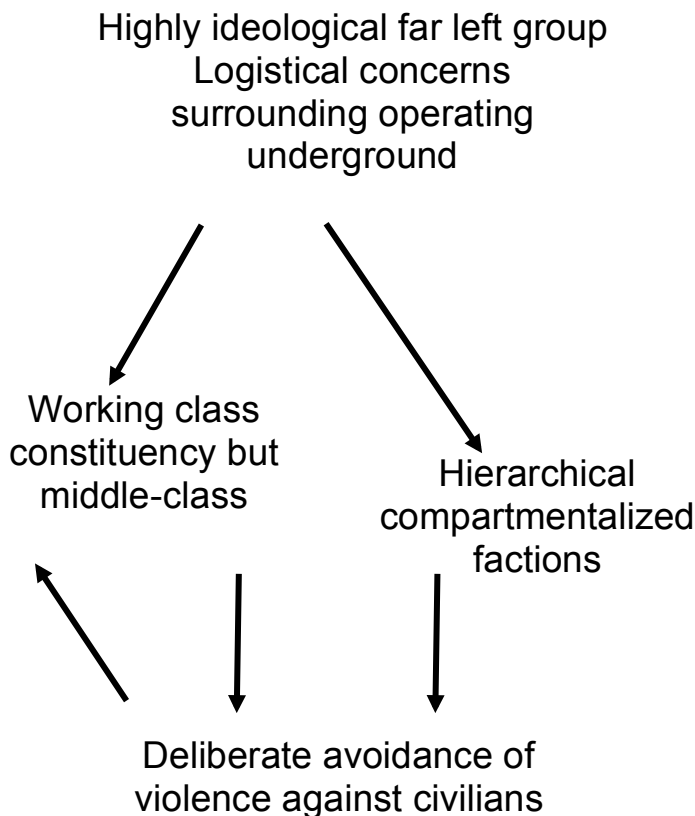 Highly ideological far left group
Logistical concerns
surrounding operating
underground
Working class
constituency but
middle-class
Hierarchical
compartmentalized
factions
Deliberate avoidance of
violence against civilians